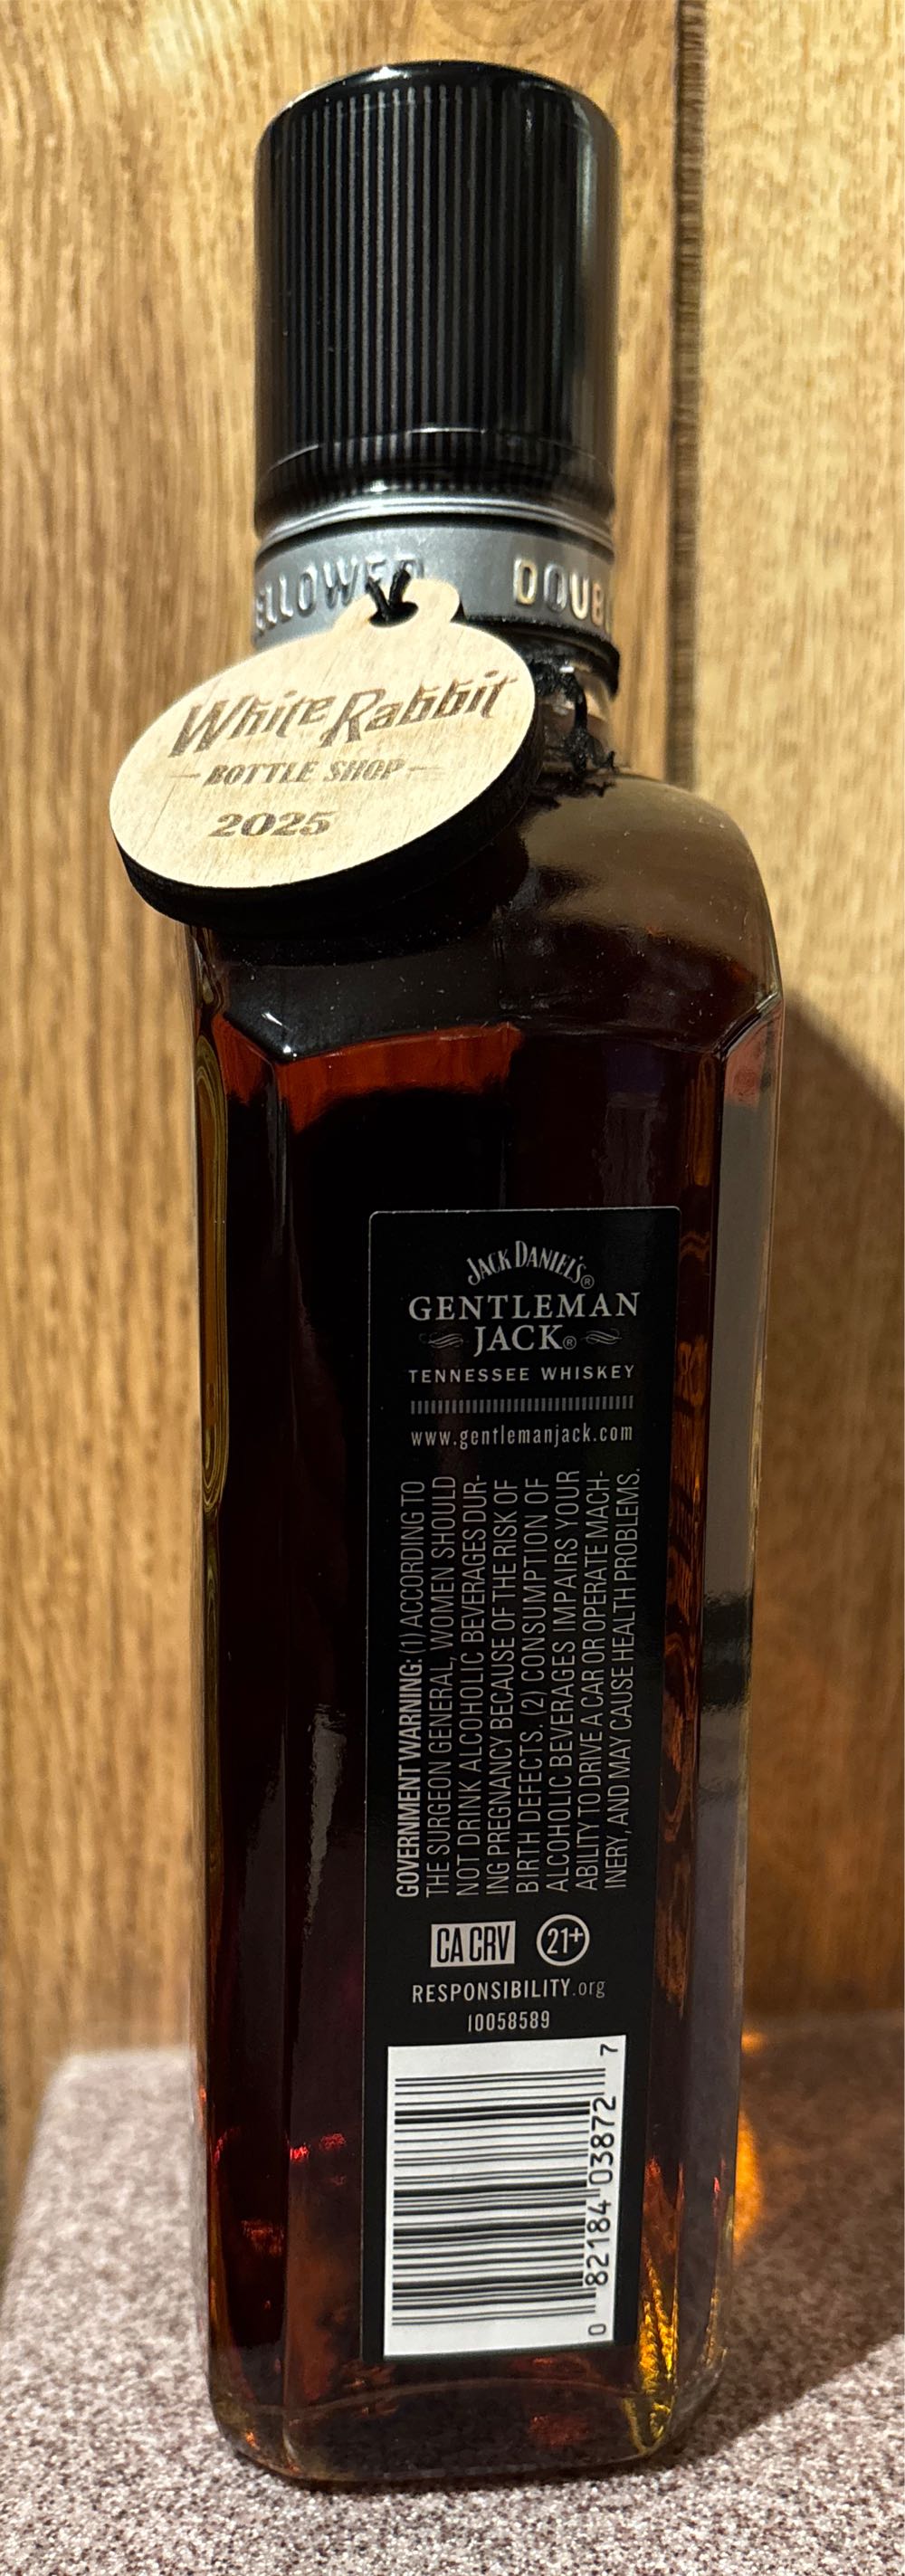 ELLOWED DOUB
White Rabbit
BOTTLE SHOP
2025
JACK DANIEL'S®
GENTLEMAN
JACK®
TENNESSEE WHISKEY
www.gentlemanjack.com
GOVERNMENT WARNING: (1) ACCORDING TO
THE SURGEON GENERAL, WOMEN SHOULD
NOT DRINK ALCOHOLIC BEVERAGES DUR-
ING PREGNANCY BECAUSE OF THE RISK OF
BIRTH DEFECTS. (2) CONSUMPTION OF
ALCOHOLIC BEVERAGES IMPAIRS YOUR
ABILITY TO DRIVE A CAR OR OPERATE MACH-
INERY, AND MAY CAUSE HEALTH PROBLEMS.
CA CRV 21+
RESPONSIBILITY.org
10058589
0 82184 03872 7